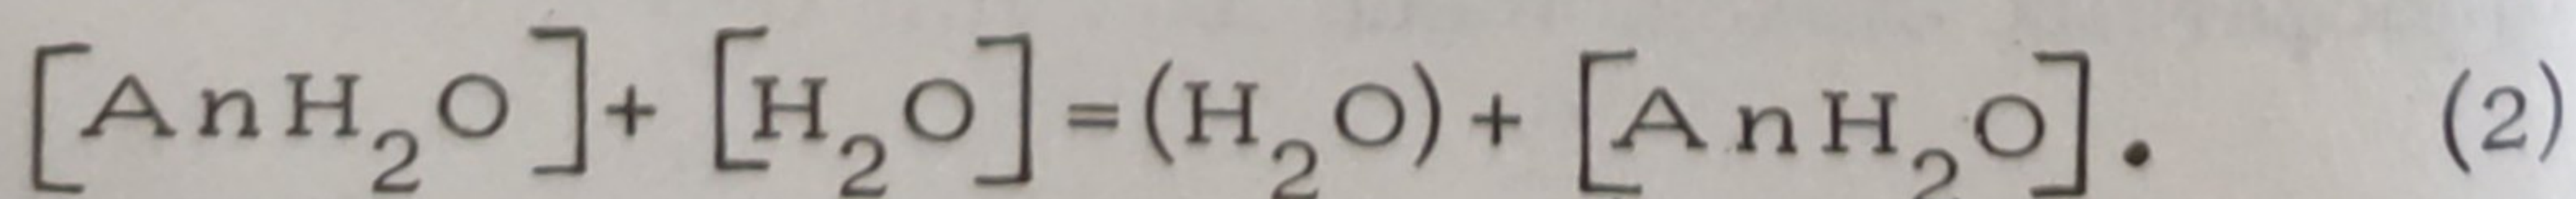 [AnH₂O]+ [H₂O]=(H₂O)+ [AnH₂O]. (2)